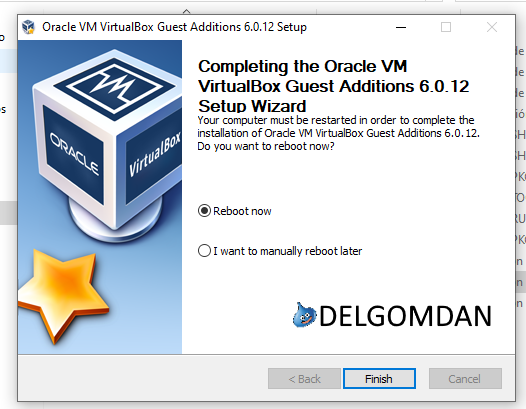 Oracle VM VirtualBox Guest Additions 6.0.12 Setup
Completing the Oracle VM
VirtualBox Guest Additions 6.0.12
Setup Wizard
Your computer must be restarted in order to complete the
installation of Oracle VM VirtualBox Guest Additions 6.0.12.
Do you want to reboot now?
ORACLE
VirtualBox
Reboot now
I want to manually reboot later
DELGOMDAN
< Back
Finish
Cancel